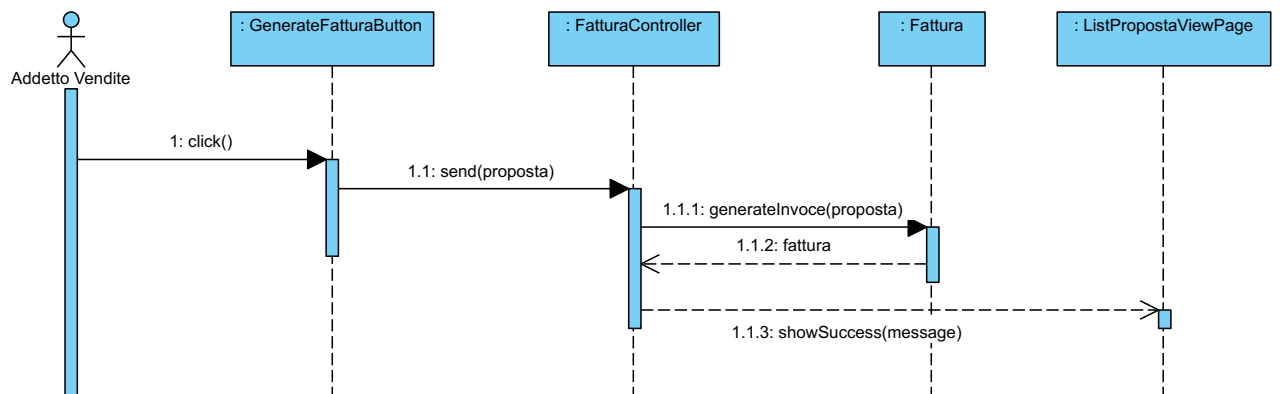 : GenerateFatturaButton
: FatturaController
: Fattura
: ListPropostaViewPage
Addetto Vendite
1: click()
1.1: send(proposta)
1.1.1: generateInvoce(proposta)
1.1.2: fattura
1.1.3: showSuccess(message)